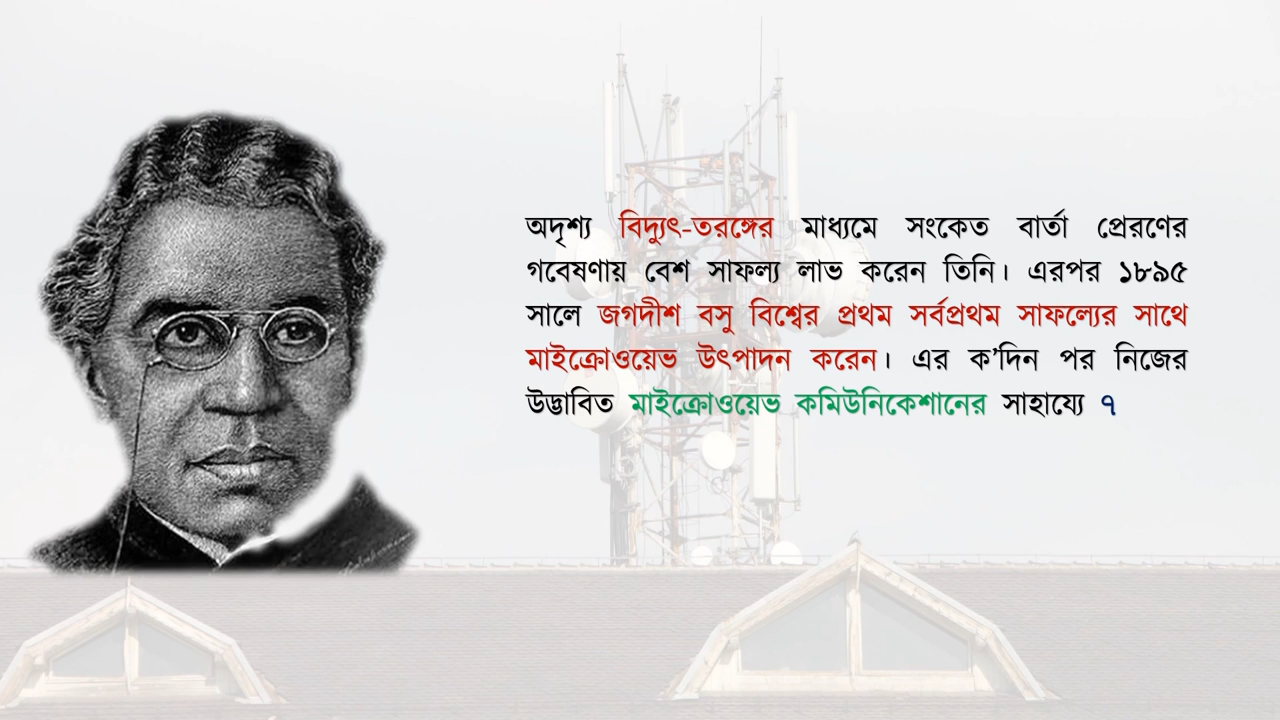 অদৃশ্য বিদ্যুৎ-তরঙ্গের মাধ্যমে সংকেত বার্তা প্রেরণের
গবেষণায় বেশ সাফল্য লাভ করেন তিনি। এরপর ১৮৯৫
সালে জগদীশ বসু বিশ্বের প্রথম সর্বপ্রথম সাফল্যের সাথে
মাইক্রোওয়েভ উৎপাদন করেন। এর ক’দিন পর নিজের
উদ্ভাবিত মাইক্রোওয়েভ কমিউনিকেশানের সাহায্যে ৭